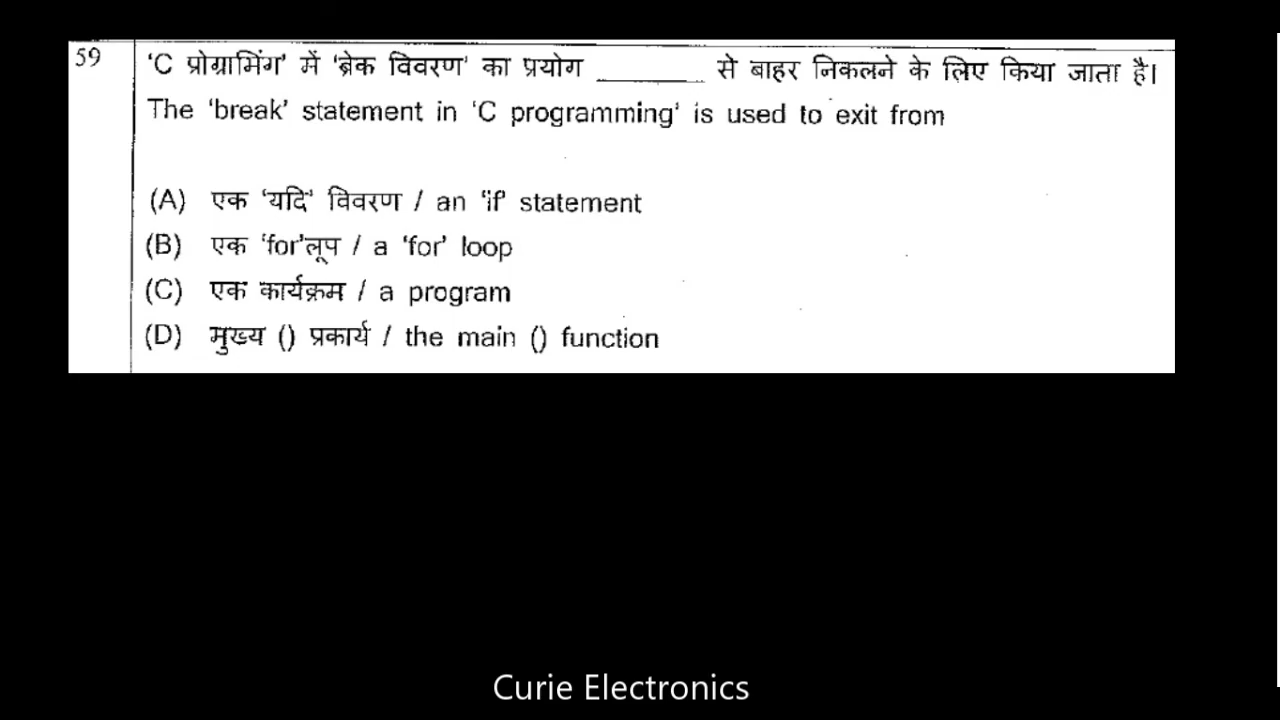 59
‘C प्रोग्रामिंग’ में ‘ब्रेक विवरण’ का प्रयोग ________ से बाहर निकलने के लिए किया जाता है।
The ‘break’ statement in ‘C programming’ is used to exit from
(A) एक ‘यदि’ विवरण / an ‘if’ statement
(B) एक ‘for’लूप / a ‘for’ loop
(C) एक कार्यक्रम / a program
(D) मुख्य () प्रकार्य / the main () function
Curie Electronics